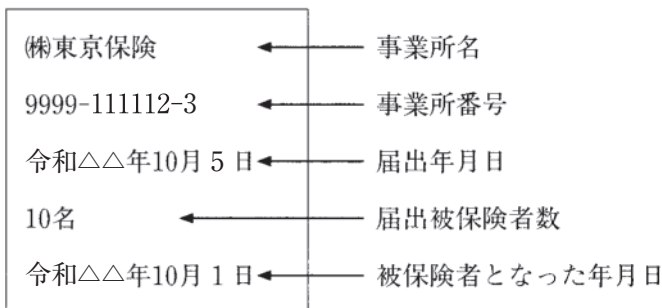 ㈱東京保険 事業所名
9999-111112-3 事業所番号
令和△△年10月5日 届出年月日
10名 届出被保険者数
令和△△年10月1日 被保険者となった年月日